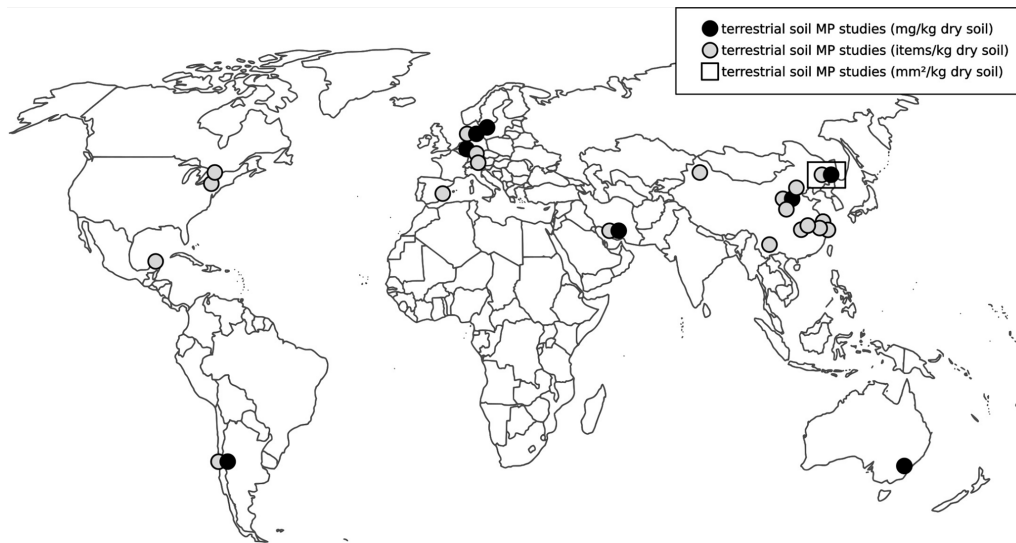 terrestrial soil MP studies (mg/kg dry soil)
terrestrial soil MP studies (items/kg dry soil)
terrestrial soil MP studies (mm²/kg dry soil)